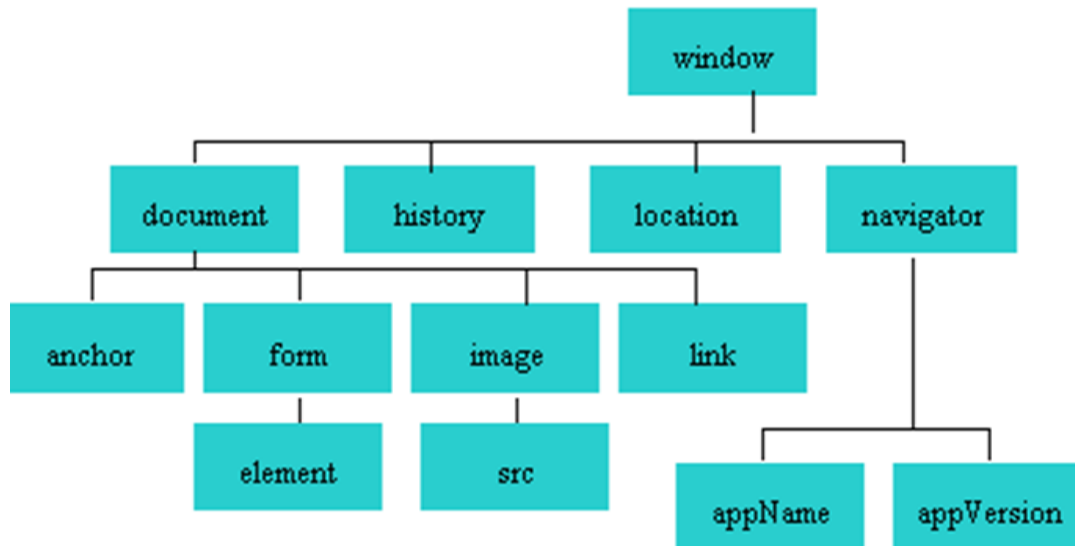 window
document
history
location
navigator
anchor
form
image
link
element
src
appName
appVersion